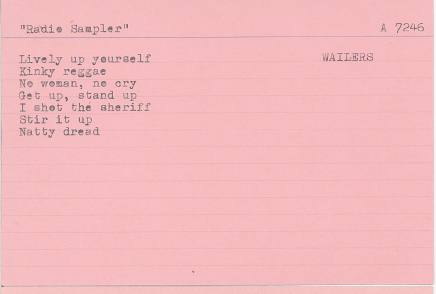 "Radio Sampler" A 7246
Lively up yourself WAILERS
Kinky reggae
No woman, no cry
Get up, stand up
I shot the sheriff
Stir it up
Natty dread